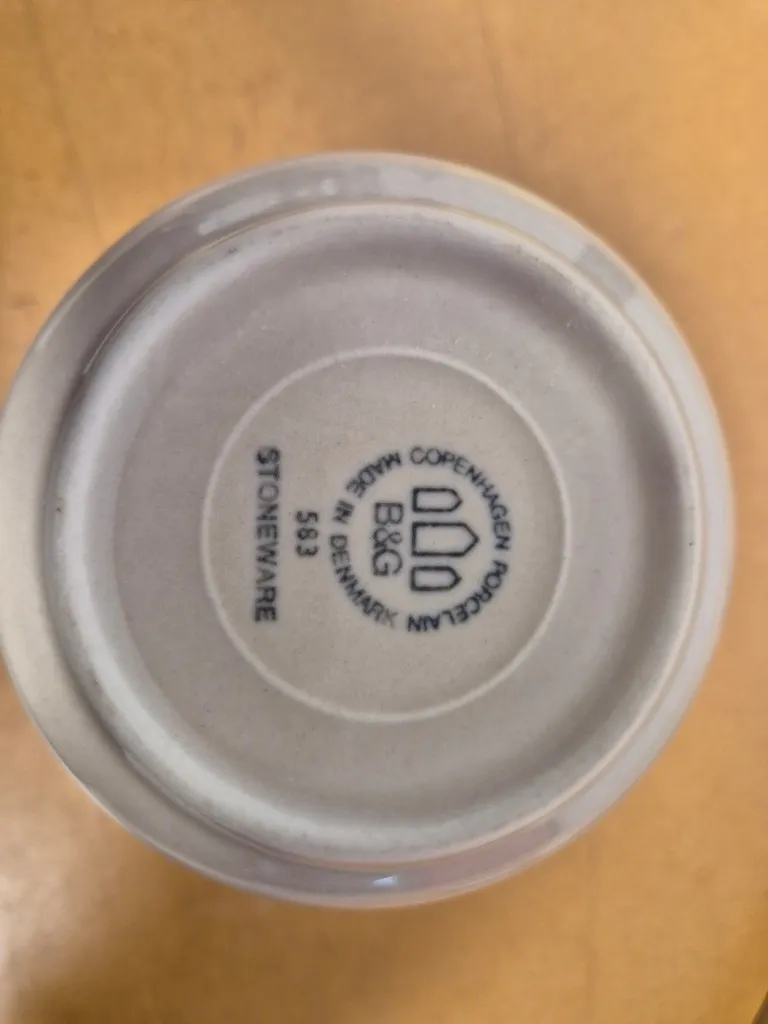 COPENHAGEN PORCELAIN
B&G
MADE IN DENMARK
583
STONEWARE